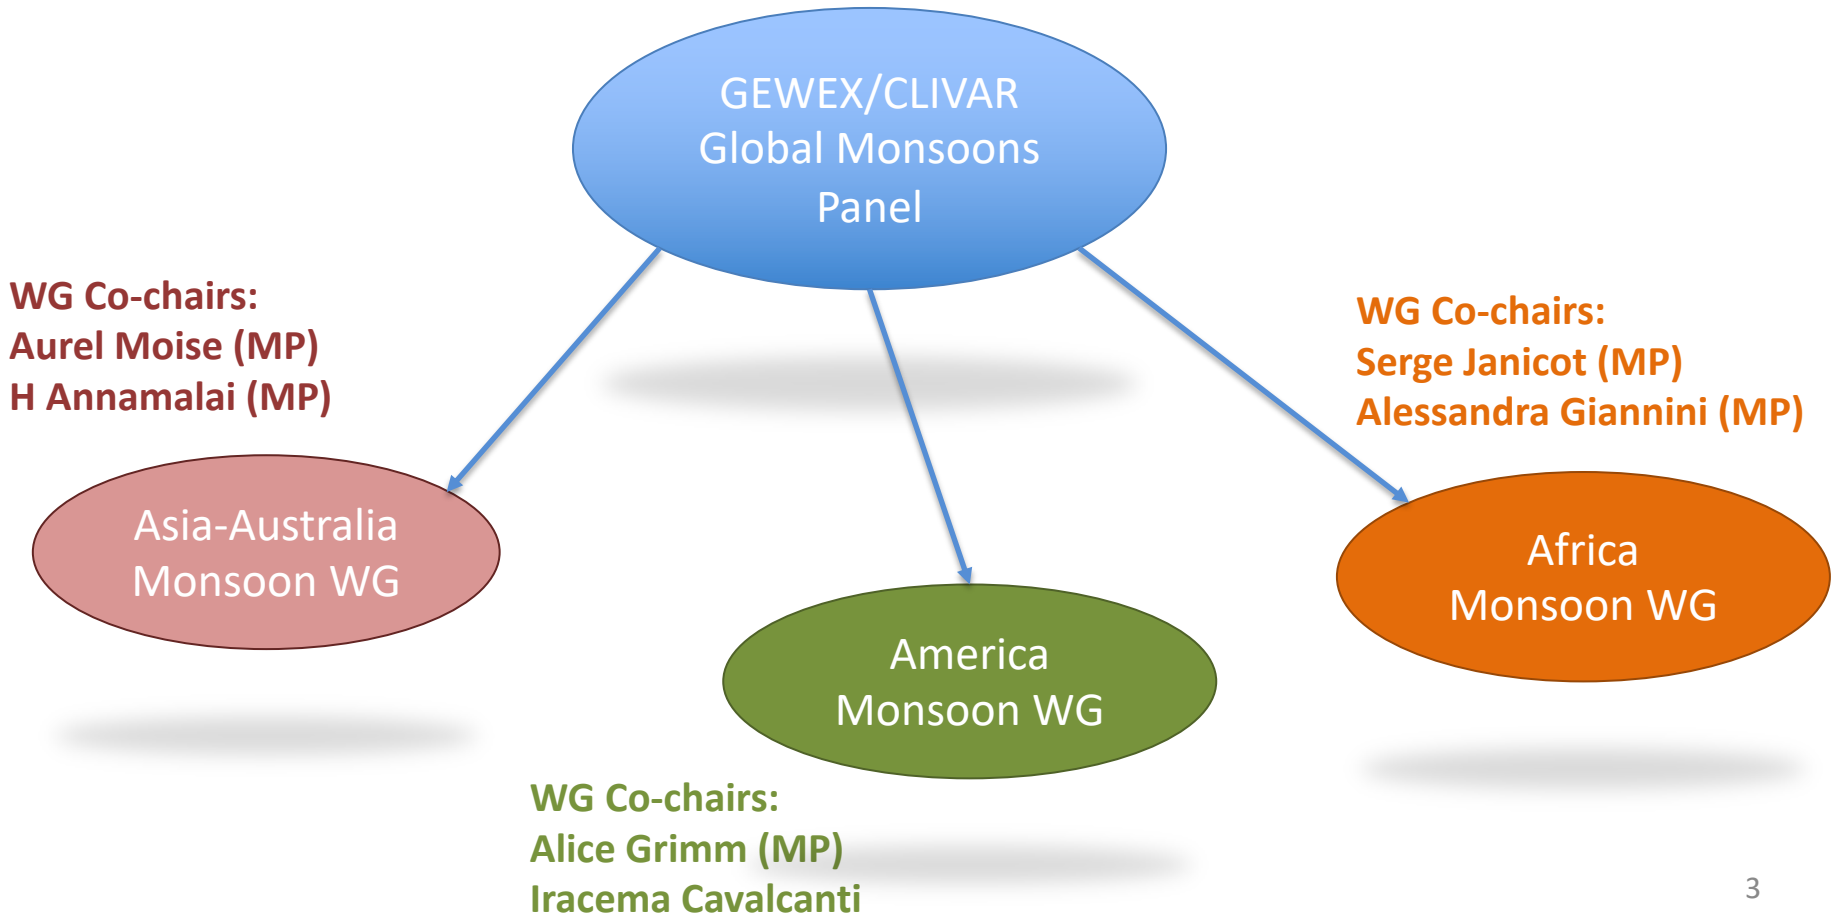 GEWEX/CLIVAR
Global Monsoons
Panel
WG Co-chairs:
Aurel Moise (MP)
H Annamalai (MP)
WG Co-chairs:
Serge Janicot (MP)
Alessandra Giannini (MP)
Asia-Australia
Monsoon WG
Africa
Monsoon WG
America
Monsoon WG
WG Co-chairs:
Alice Grimm (MP)
Iracema Cavalcanti
3